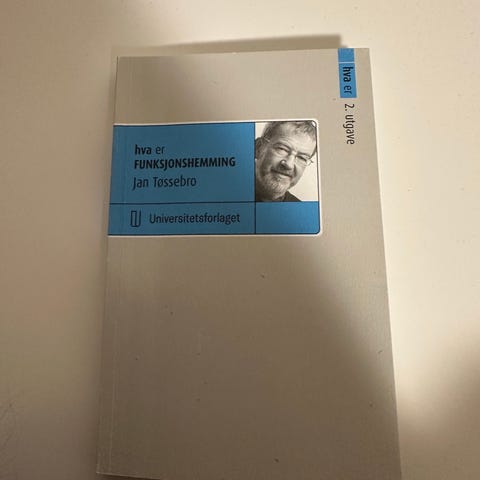 hva er
FUNKSJONSHEMMING
Jan Tøssebro
Universitetsforlaget
hva er 2. utgave